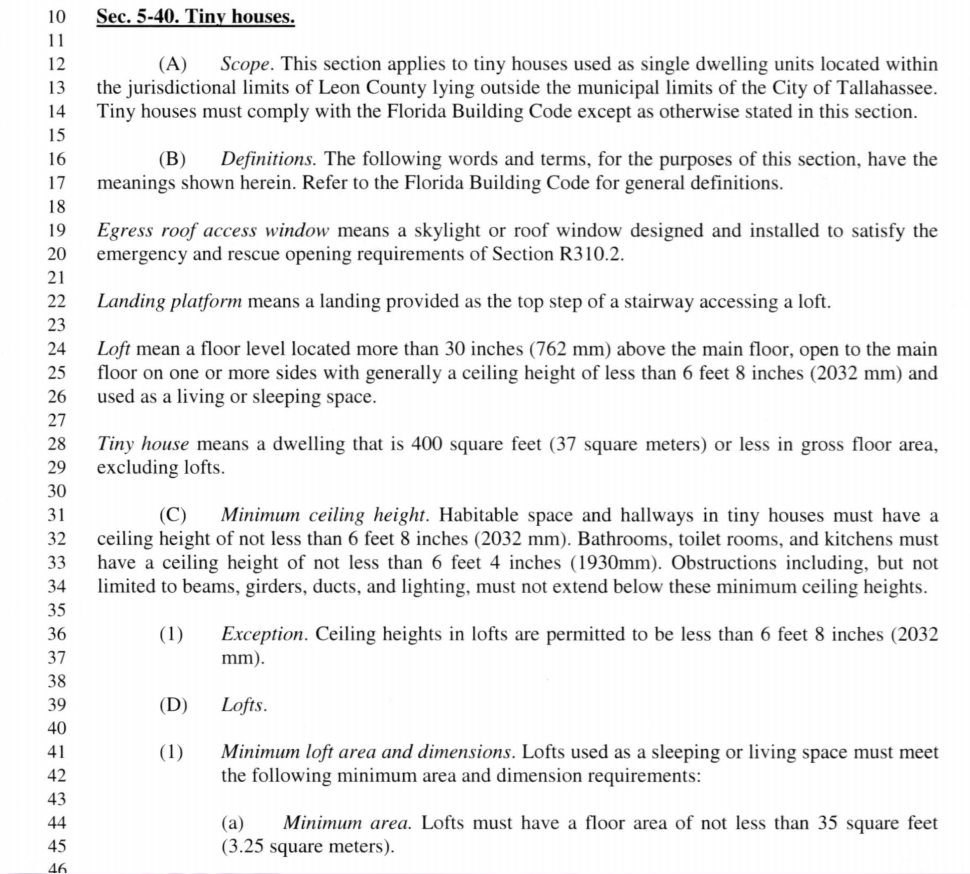 10 Sec. 5-40. Tiny houses.
11
12 (A) Scope. This section applies to tiny houses used as single dwelling units located within
13 the jurisdictional limits of Leon County lying outside the municipal limits of the City of Tallahassee.
14 Tiny houses must comply with the Florida Building Code except as otherwise stated in this section.
15
16 (B) Definitions. The following words and terms, for the purposes of this section, have the
17 meanings shown herein. Refer to the Florida Building Code for general definitions.
18
19 Egress roof access window means a skylight or roof window designed and installed to satisfy the
20 emergency and rescue opening requirements of Section R310.2.
21
22 Landing platform means a landing provided as the top step of a stairway accessing a loft.
23
24 Loft mean a floor level located more than 30 inches (762 mm) above the main floor, open to the main
25 floor on one or more sides with generally a ceiling height of less than 6 feet 8 inches (2032 mm) and
26 used as a living or sleeping space.
27
28 Tiny house means a dwelling that is 400 square feet (37 square meters) or less in gross floor area,
29 excluding lofts.
30
31 (C) Minimum ceiling height. Habitable space and hallways in tiny houses must have a
32 ceiling height of not less than 6 feet 8 inches (2032 mm). Bathrooms, toilet rooms, and kitchens must
33 have a ceiling height of not less than 6 feet 4 inches (1930mm). Obstructions including, but not
34 limited to beams, girders, ducts, and lighting, must not extend below these minimum ceiling heights.
35
36 (1) Exception. Ceiling heights in lofts are permitted to be less than 6 feet 8 inches (2032
37 mm).
38
39 (D) Lofts.
40
41 (1) Minimum loft area and dimensions. Lofts used as a sleeping or living space must meet
42 the following minimum area and dimension requirements:
43
44 (a) Minimum area. Lofts must have a floor area of not less than 35 square feet
45 (3.25 square meters).
46